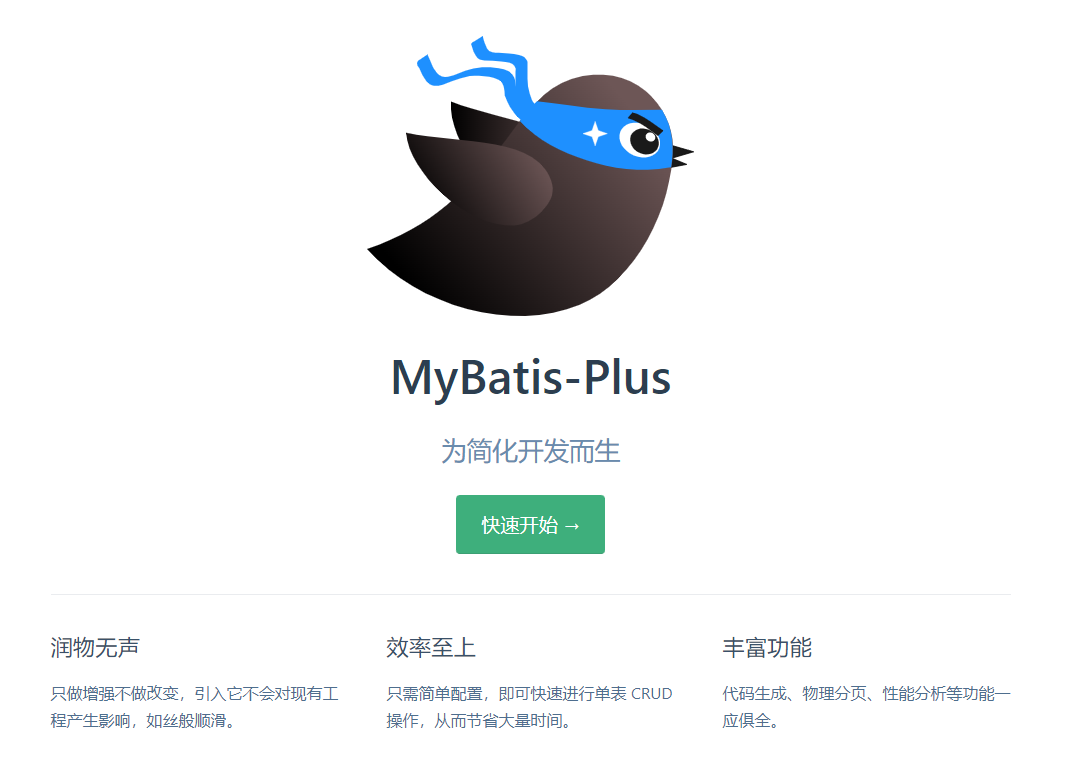 MyBatis-Plus
为简化开发而生
快速开始 →
润物无声
只做增强不做改变，引入它不会对现有工
程产生影响，如丝般顺滑。
效率至上
只需简单配置，即可快速进行单表 CRUD
操作，从而节省大量时间。
丰富功能
代码生成、物理分页、性能分析等功能一
应俱全。